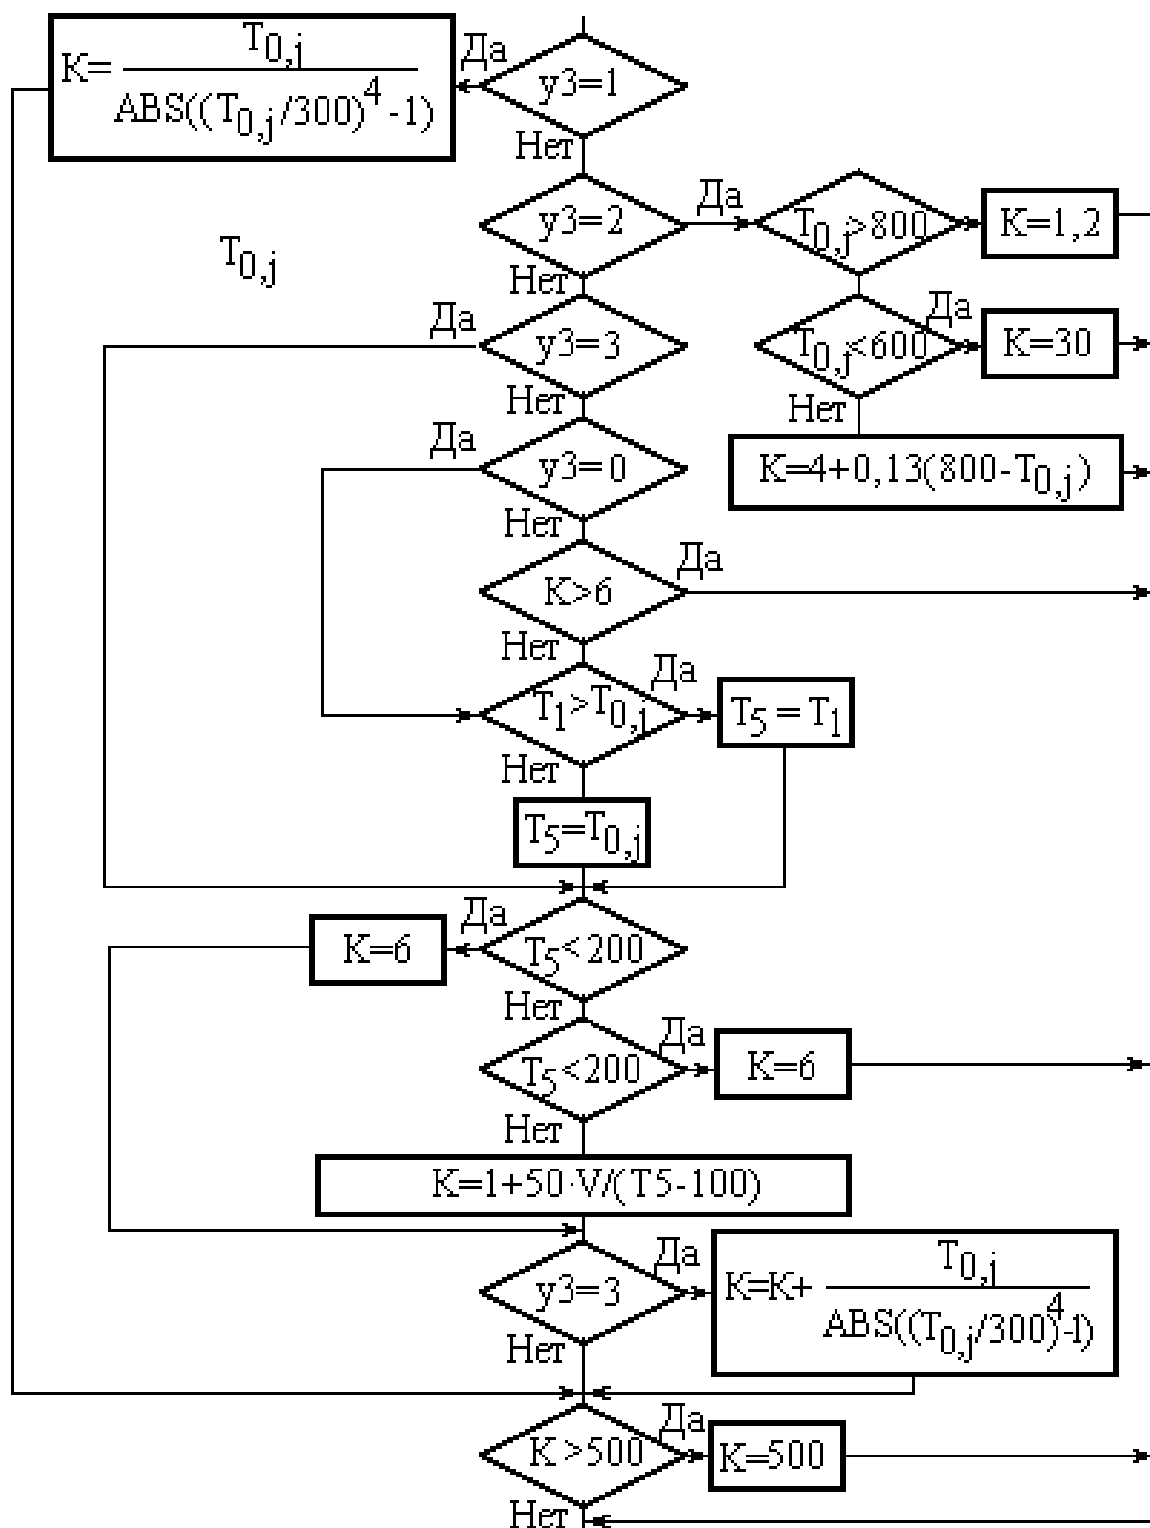 K= T0,j / ABS((T0,j/300)^4 -1)
Да
y3=1
Нет
y3=2
Да
T0,j>800
K=1,2
T0,j
Нет
Да
y3=3
Да
T0,j<600
K=30
Нет
Нет
Да
y3=0
K=4+0,13(800-T0,j)
Нет
K>6
Да
Нет
T1>T0,j
Да
T5=T1
Нет
T5=T0,j
K=6
Да
T5<200
Нет
T5<200
Да
K=6
Нет
K=1+50·V/(T5-100)
y3=3
Да
K=K+ T0,j / ABS((T0,j/300)^4-1)
Нет
K>500
Да
K=500
Нет